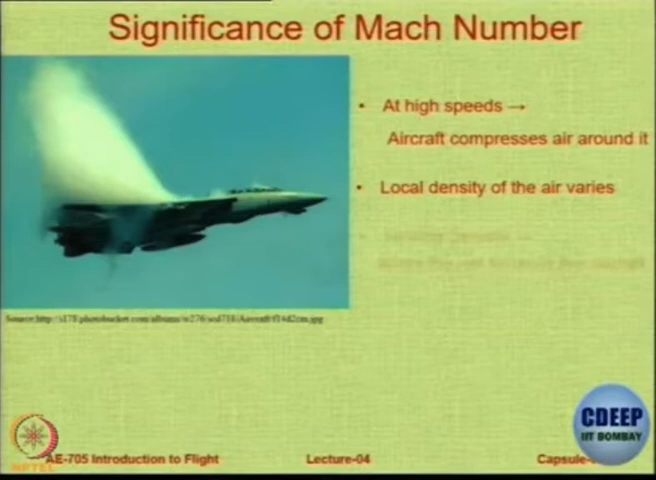 Significance of Mach Number
• At high speeds →
Aircraft compresses air around it
• Local density of the air varies
AE-705 Introduction to Flight
Lecture-04
CDEEP
IIT BOMBAY
NPTEL